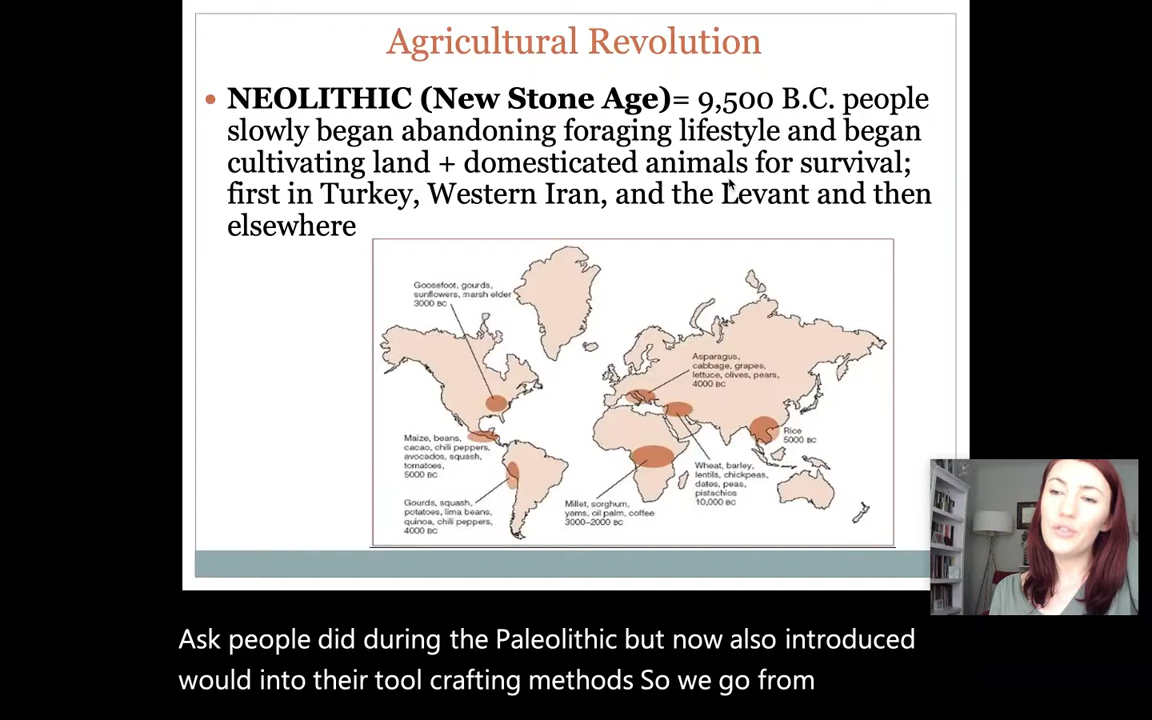 Agricultural Revolution
• NEOLITHIC (New Stone Age)= 9,500 B.C. people
slowly began abandoning foraging lifestyle and began
cultivating land + domesticated animals for survival;
first in Turkey, Western Iran, and the Levant and then
elsewhere
Goosefoot, gourds,
sunflowers, marsh elder
3000 BC
Asparagus,
cabbage, grapes,
lettuce, olives, pears,
4000 BC
Rice
5000 BC
Maize, beans,
cacao, chili peppers,
avocados, squash,
tomatoes,
5000 BC
Wheat, barley,
lentils, chickpeas,
dates, peas,
pistachios
10,000 BC
Gourds, squash,
potatoes, lima beans,
quinoa, chili peppers,
4000 BC
Millet, sorghum,
yams, oil palm, coffee
3000–2000 BC
Ask people did during the Paleolithic but now also introduced
would into their tool crafting methods So we go from